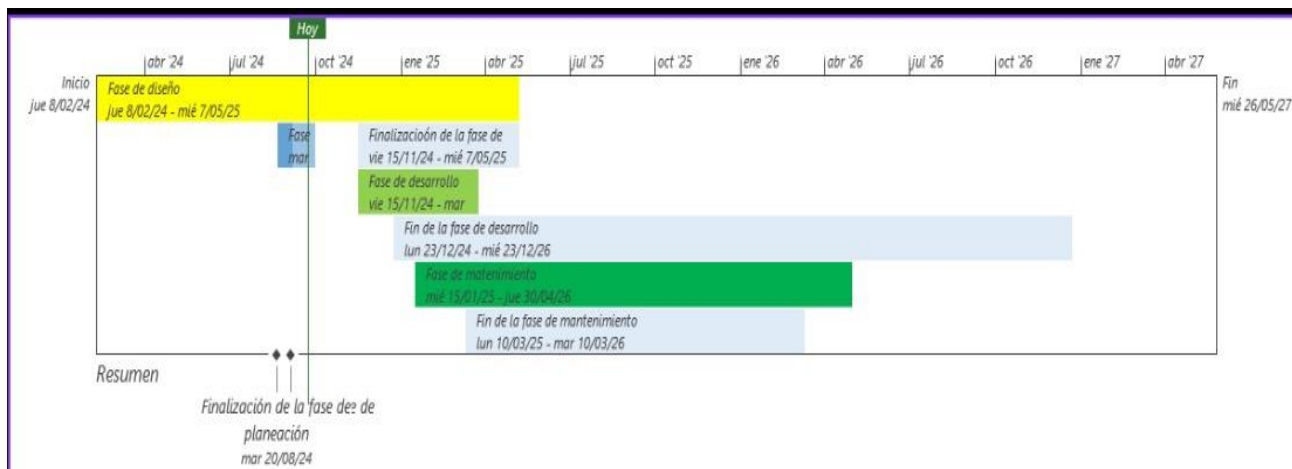 Hoy
abr '24
jul '24
oct '24
ene '25
abr '25
jul '25
oct '25
ene '26
abr '26
jul '26
oct '26
ene '27
abr '27
Inicio
jue 8/02/24
Fase de diseño
jue 8/02/24 - mié 7/05/25
Fin
mié 26/05/27
Fase
mar
Finalizacioón de la fase de
vie 15/11/24 - mié 7/05/25
Fase de desarrollo
vie 15/11/24 - mar
Fin de la fase de desarrollo
lun 23/12/24 - mié 23/12/26
Fase de matenimiento
mié 15/01/25 - jue 30/04/26
Fin de la fase de mantenimiento
lun 10/03/25 - mar 10/03/26
Resumen
Finalización de la fase de
planeación
mar 20/08/24